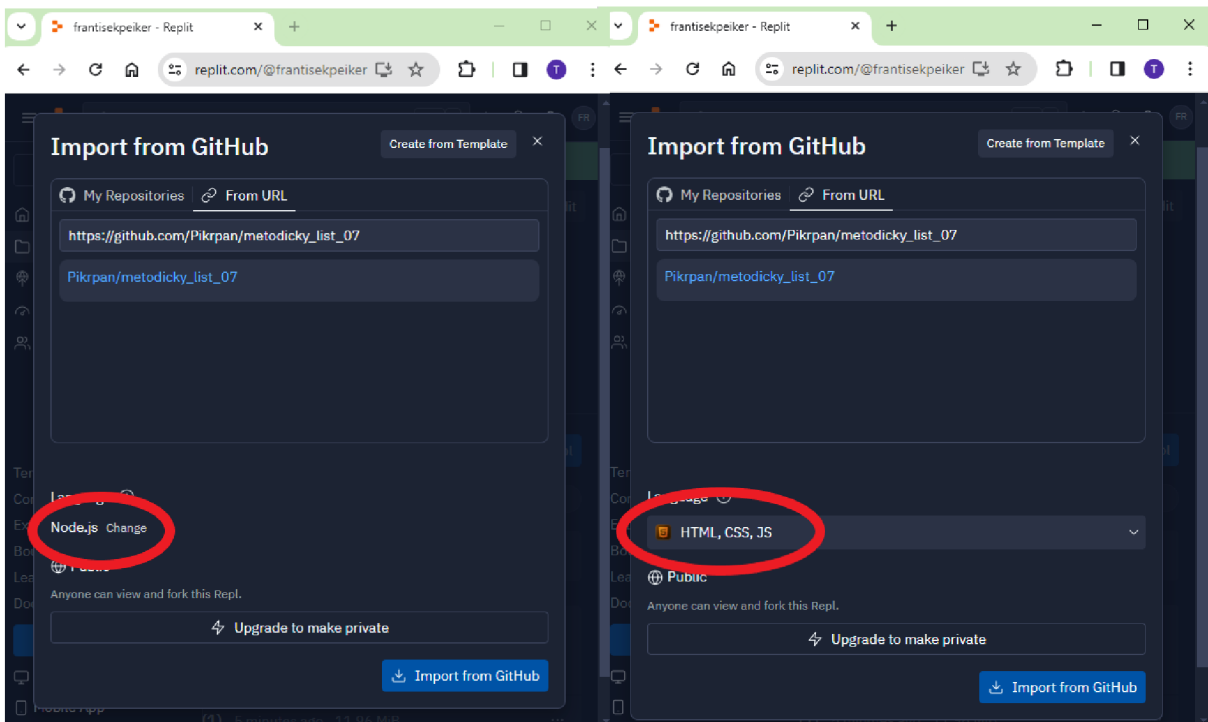 frantisekpeiker - Replit
replit.com/@frantisekpeiker
T
FR
Import from GitHub
Create from Template
My Repositories
From URL
https://github.com/Pikrpan/metodicky_list_07
Pikrpan/metodicky_list_07
Node.js Change
Anyone can view and fork this Repl.
Upgrade to make private
Import from GitHub
frantisekpeiker - Replit
replit.com/@frantisekpeiker
T
FR
Import from GitHub
Create from Template
My Repositories
From URL
https://github.com/Pikrpan/metodicky_list_07
Pikrpan/metodicky_list_07
Language
HTML, CSS, JS
Public
Anyone can view and fork this Repl.
Upgrade to make private
Import from GitHub